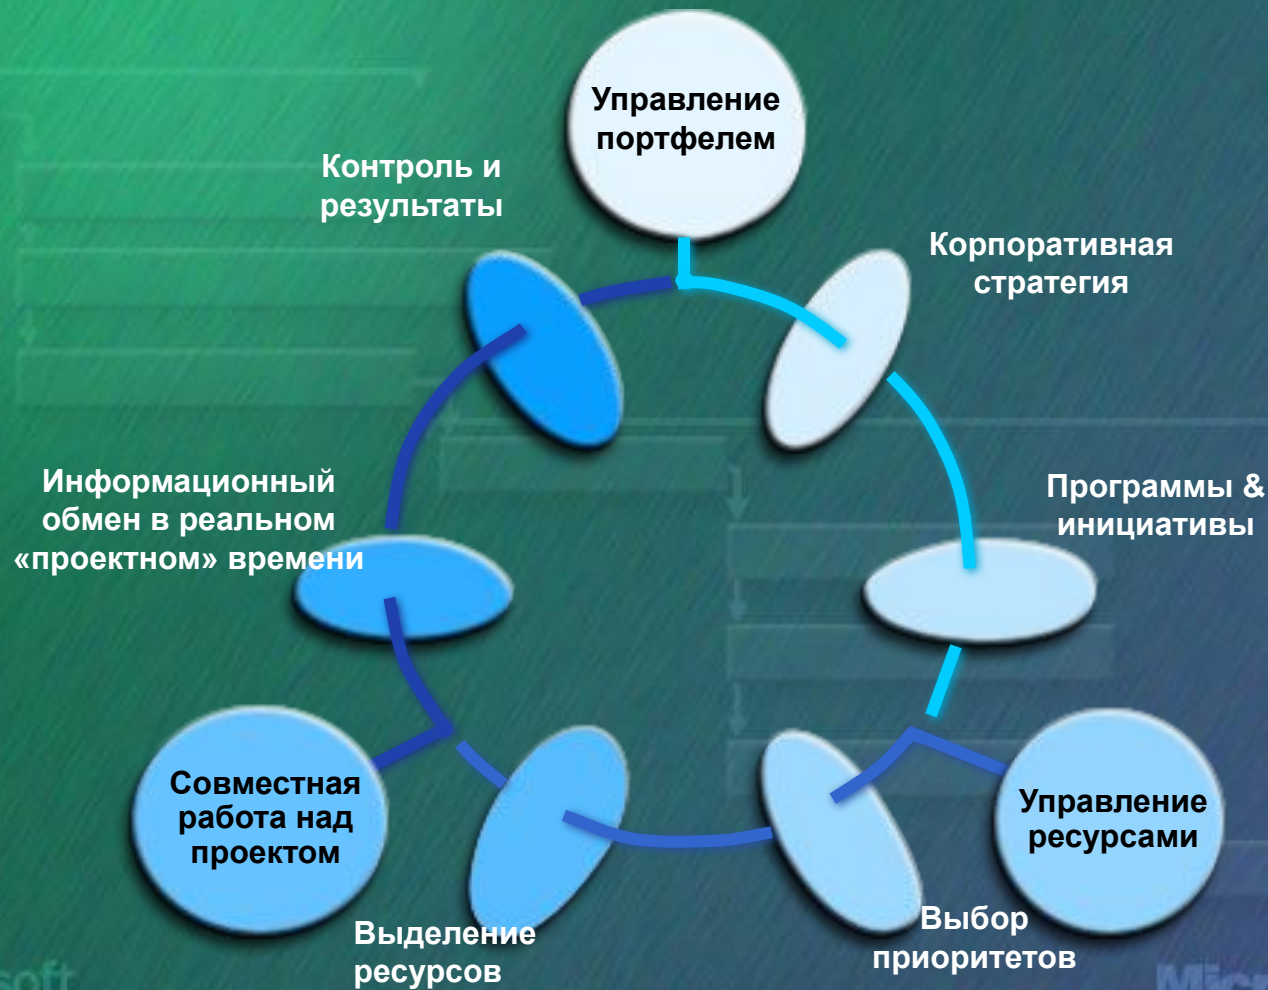 Управление
портфелем
Контроль и
результаты
Корпоративная
стратегия
Информационный
обмен в реальном
«проектном» времени
Программы &
инициативы
Совместная
работа над
проектом
Управление
ресурсами
Выделение
ресурсов
Выбор
приоритетов